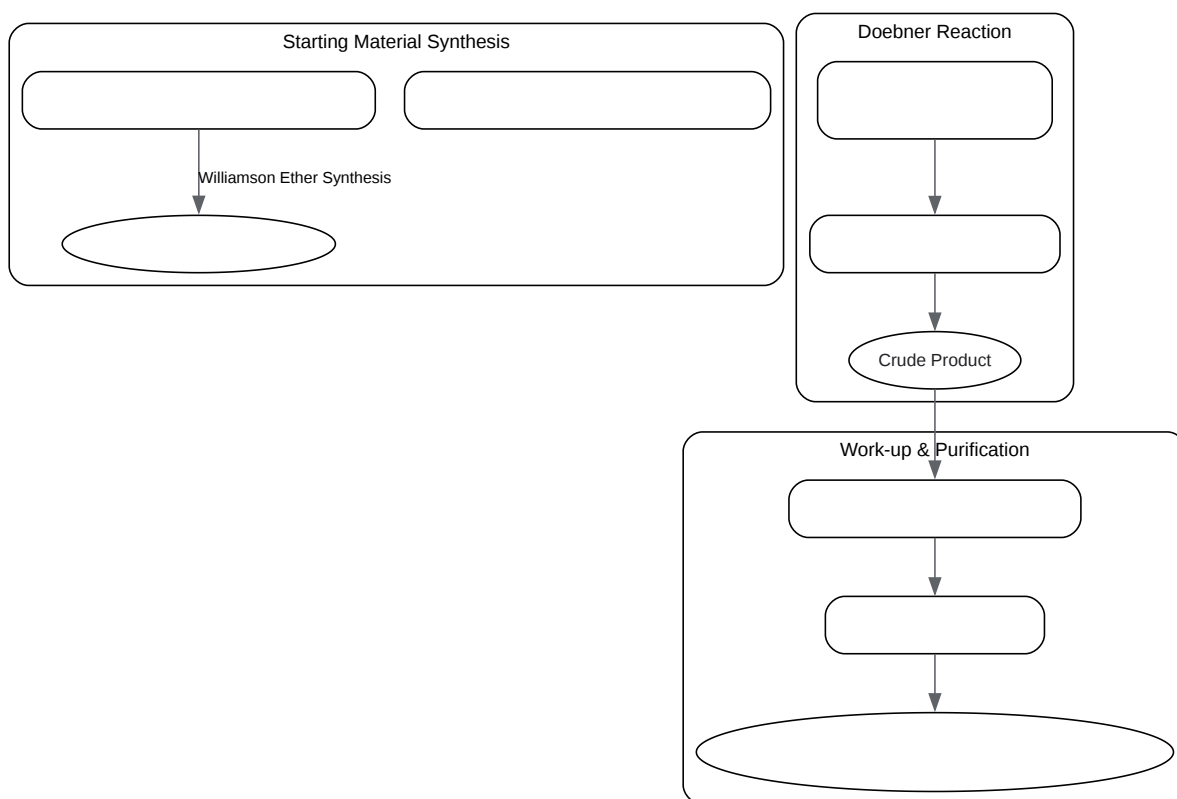 Starting Material Synthesis
Williamson Ether Synthesis
Doebner Reaction
Crude Product
Work-up & Purification